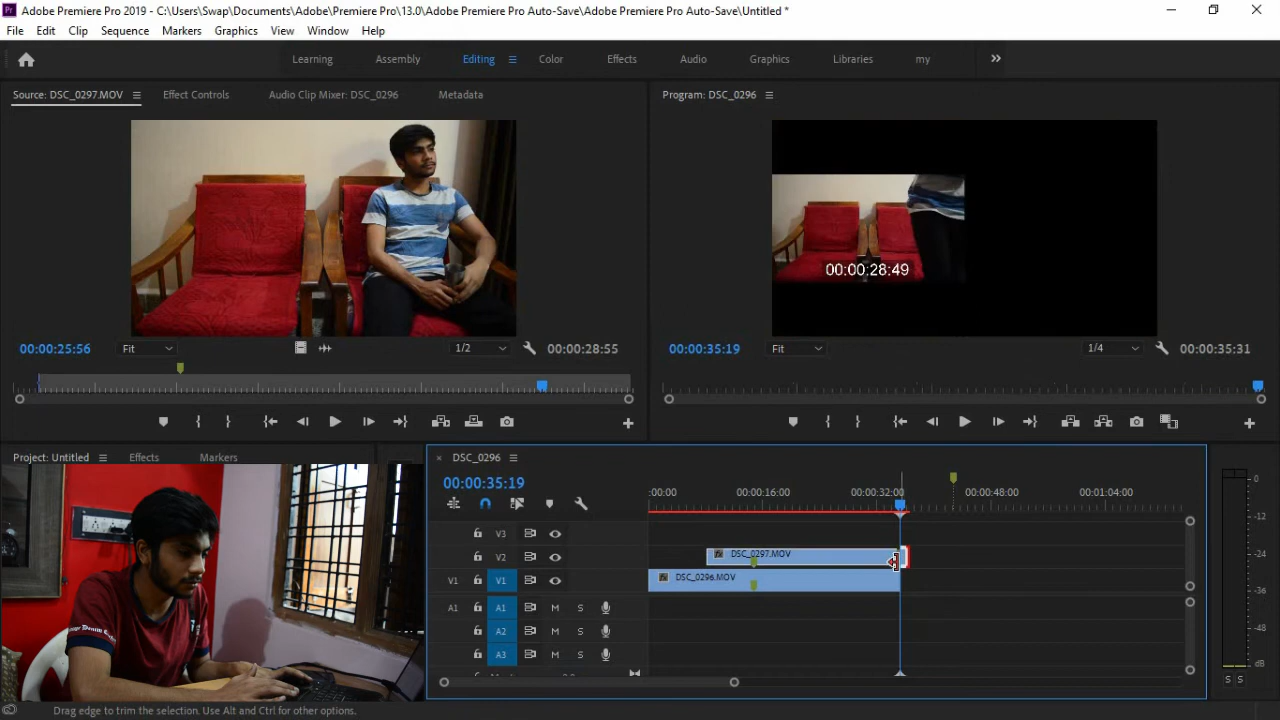 Adobe Premiere Pro 2019 - C:\Users\Swap\Documents\Adobe\Premiere Pro\13.0\Adobe Premiere Pro Auto-Save\Adobe Premiere Pro Auto-Save\Untitled *
File Edit Clip Sequence Markers Graphics View Window Help
Learning Assembly Editing Color Effects Audio Graphics Libraries my
Source: DSC_0297.MOV Effect Controls Audio Clip Mixer: DSC_0296 Metadata
Program: DSC_0296
00:00:28:49
00:00:25:56 Fit 1/2 00:00:28:55
00:00:35:19 Fit 1/4 00:00:35:31
Project: Untitled Effects Markers
DSC_0296
00:00:35:19
:00:00 00:00:16:00 00:00:32:00 00:00:48:00 00:01:04:00
V3
V2 DSC_0297.MOV
V1 V1 DSC_0296.MOV
A1 A1 M S
A2 M S
A3 M S
0
-12
-24
-36
-48
dB
S S
Drag edge to trim the selection. Use Alt and Ctrl for other options.